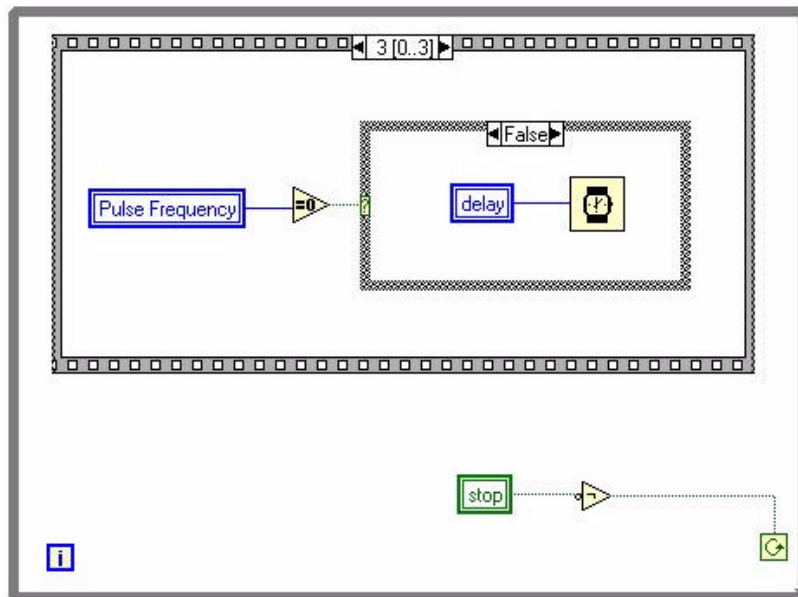 3 [0..3]
False
Pulse Frequency
=0
?
delay
stop
i